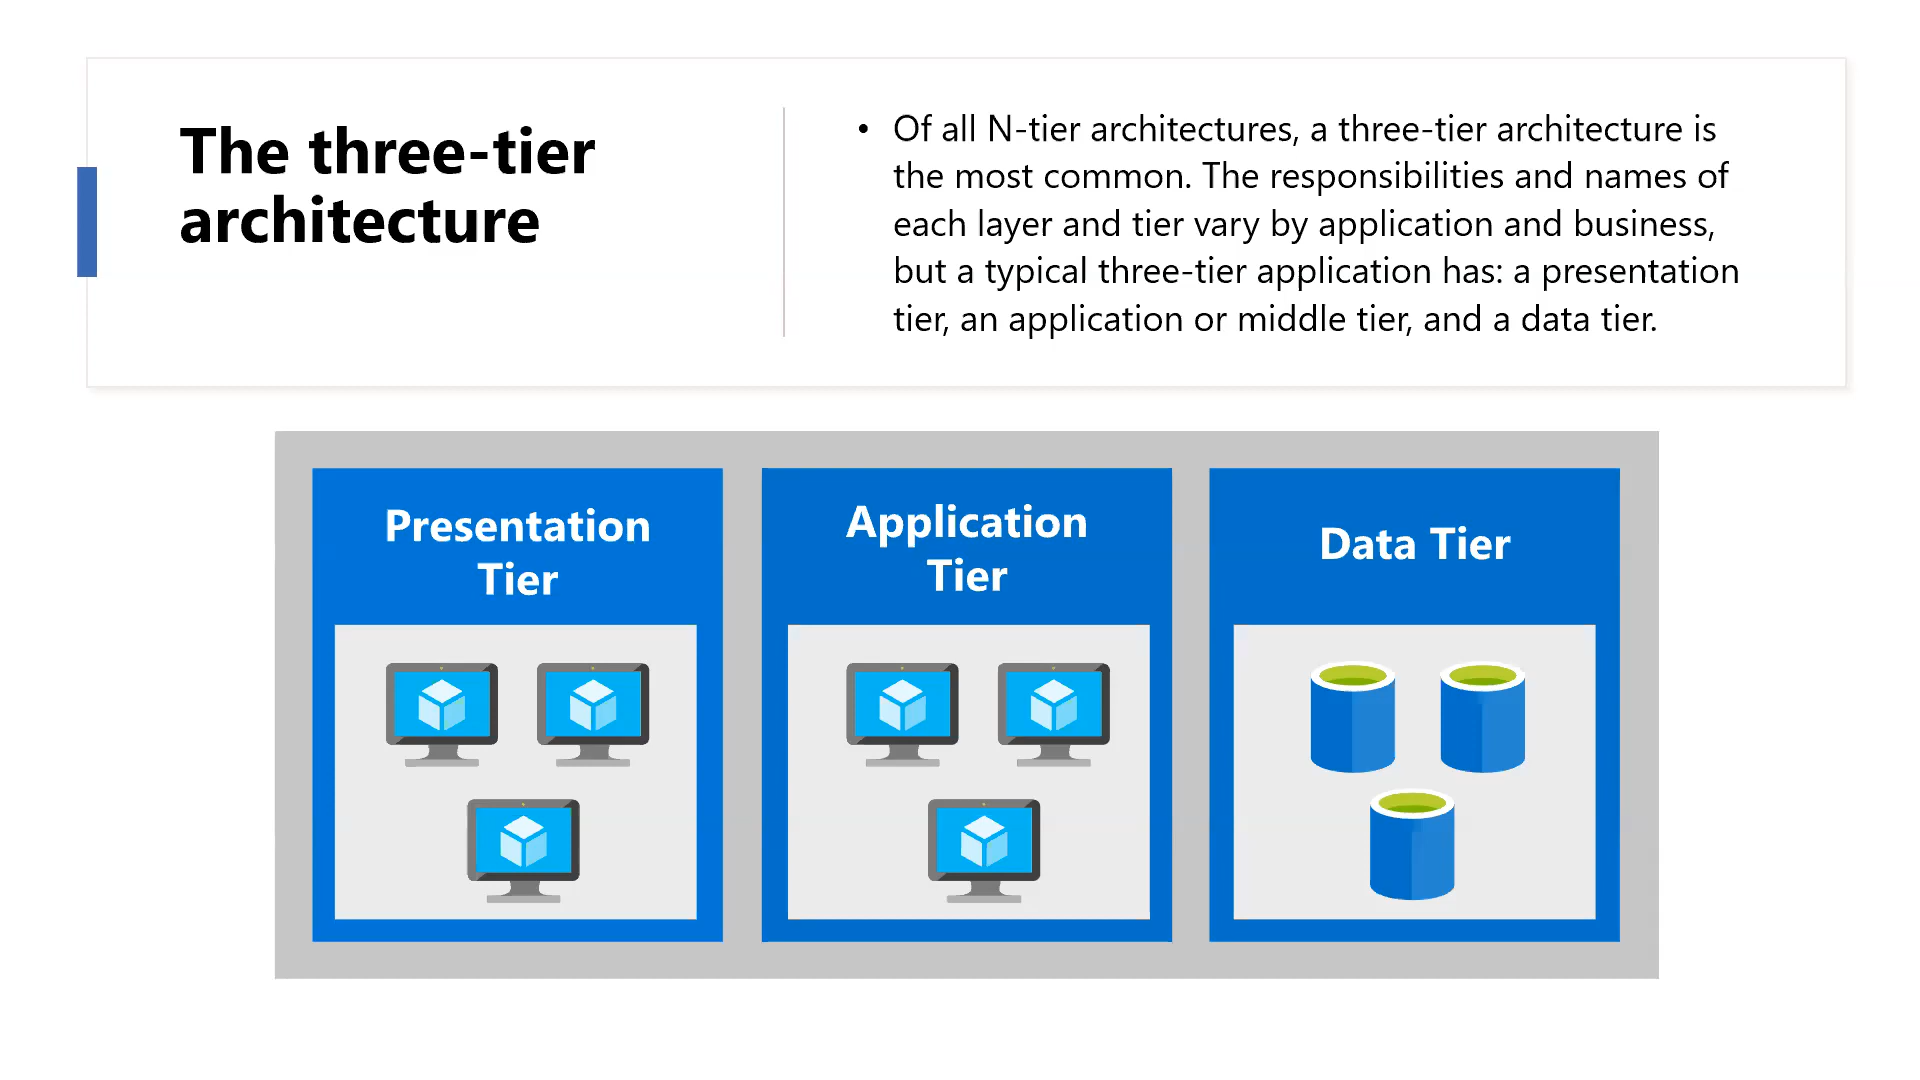 The three-tier
architecture
• Of all N-tier architectures, a three-tier architecture is
the most common. The responsibilities and names of
each layer and tier vary by application and business,
but a typical three-tier application has: a presentation
tier, an application or middle tier, and a data tier.
Presentation
Tier
Application
Tier
Data Tier